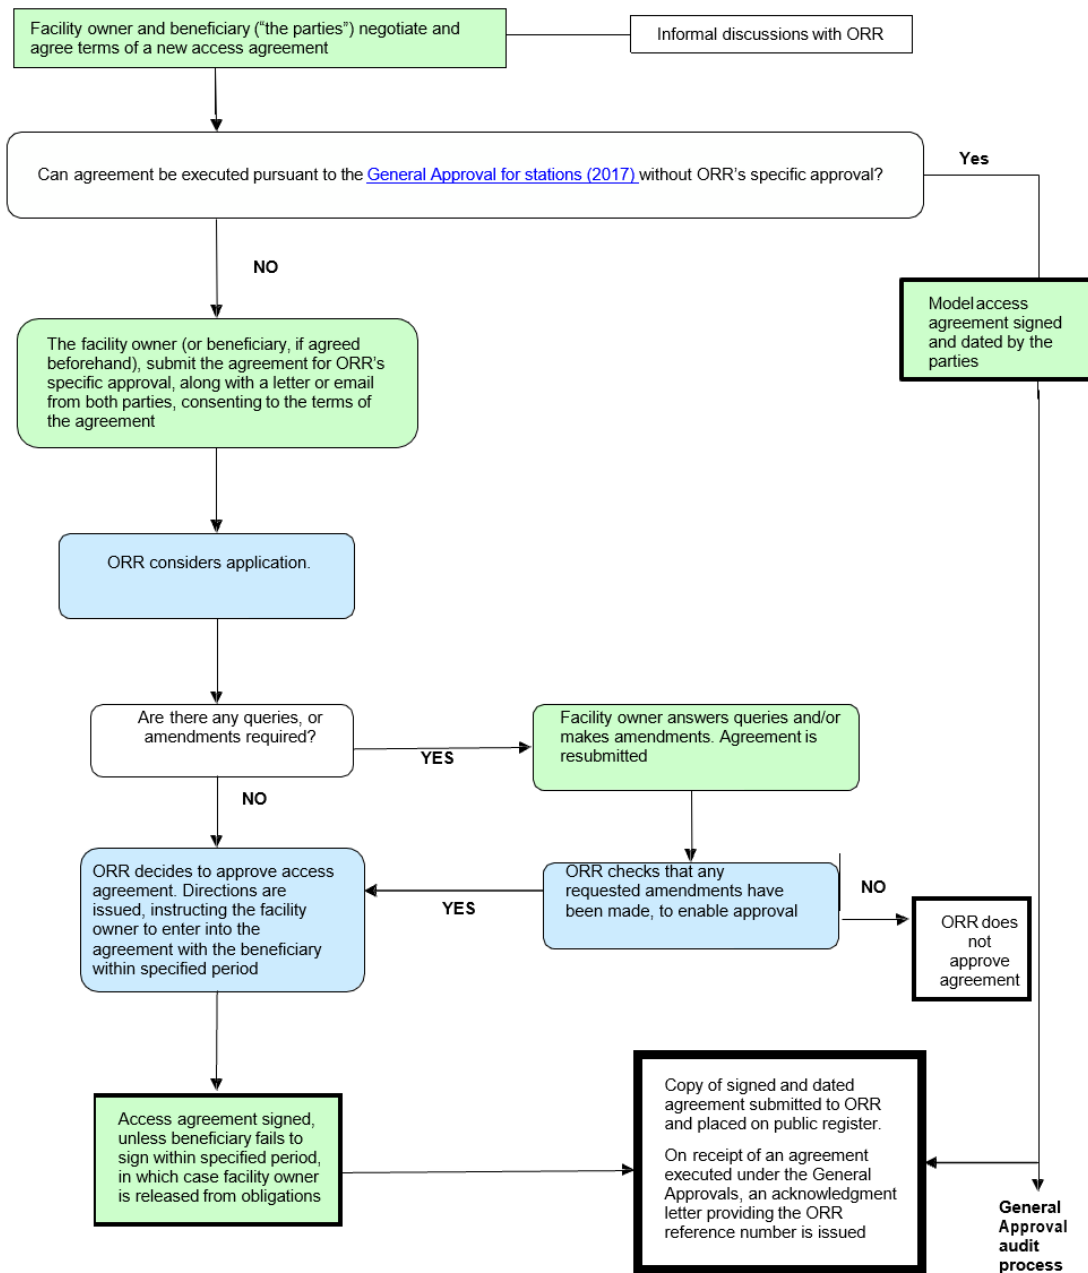 Facility owner and beneficiary (“the parties”) negotiate and
agree terms of a new access agreement
Informal discussions with ORR
Can agreement be executed pursuant to the General Approval for stations (2017) without ORR’s specific approval?
Yes
NO
Model access
agreement signed
and dated by the
parties
The facility owner (or beneficiary, if agreed
beforehand), submit the agreement for ORR’s
specific approval, along with a letter or email
from both parties, consenting to the terms of
the agreement
ORR considers application.
Are there any queries, or
amendments required?
YES
Facility owner answers queries and/or
makes amendments. Agreement is
resubmitted
NO
ORR decides to approve access
agreement. Directions are
issued, instructing the facility
owner to enter into the
agreement with the beneficiary
within specified period
YES
ORR checks that any
requested amendments have
been made, to enable approval
NO
ORR does
not
approve
agreement
Access agreement signed,
unless beneficiary fails to
sign within specified period,
in which case facility owner
is released from obligations
Copy of signed and dated
agreement submitted to ORR
and placed on public register.
On receipt of an agreement
executed under the General
Approvals, an acknowledgment
letter providing the ORR
reference number is issued
General
Approval
audit
process